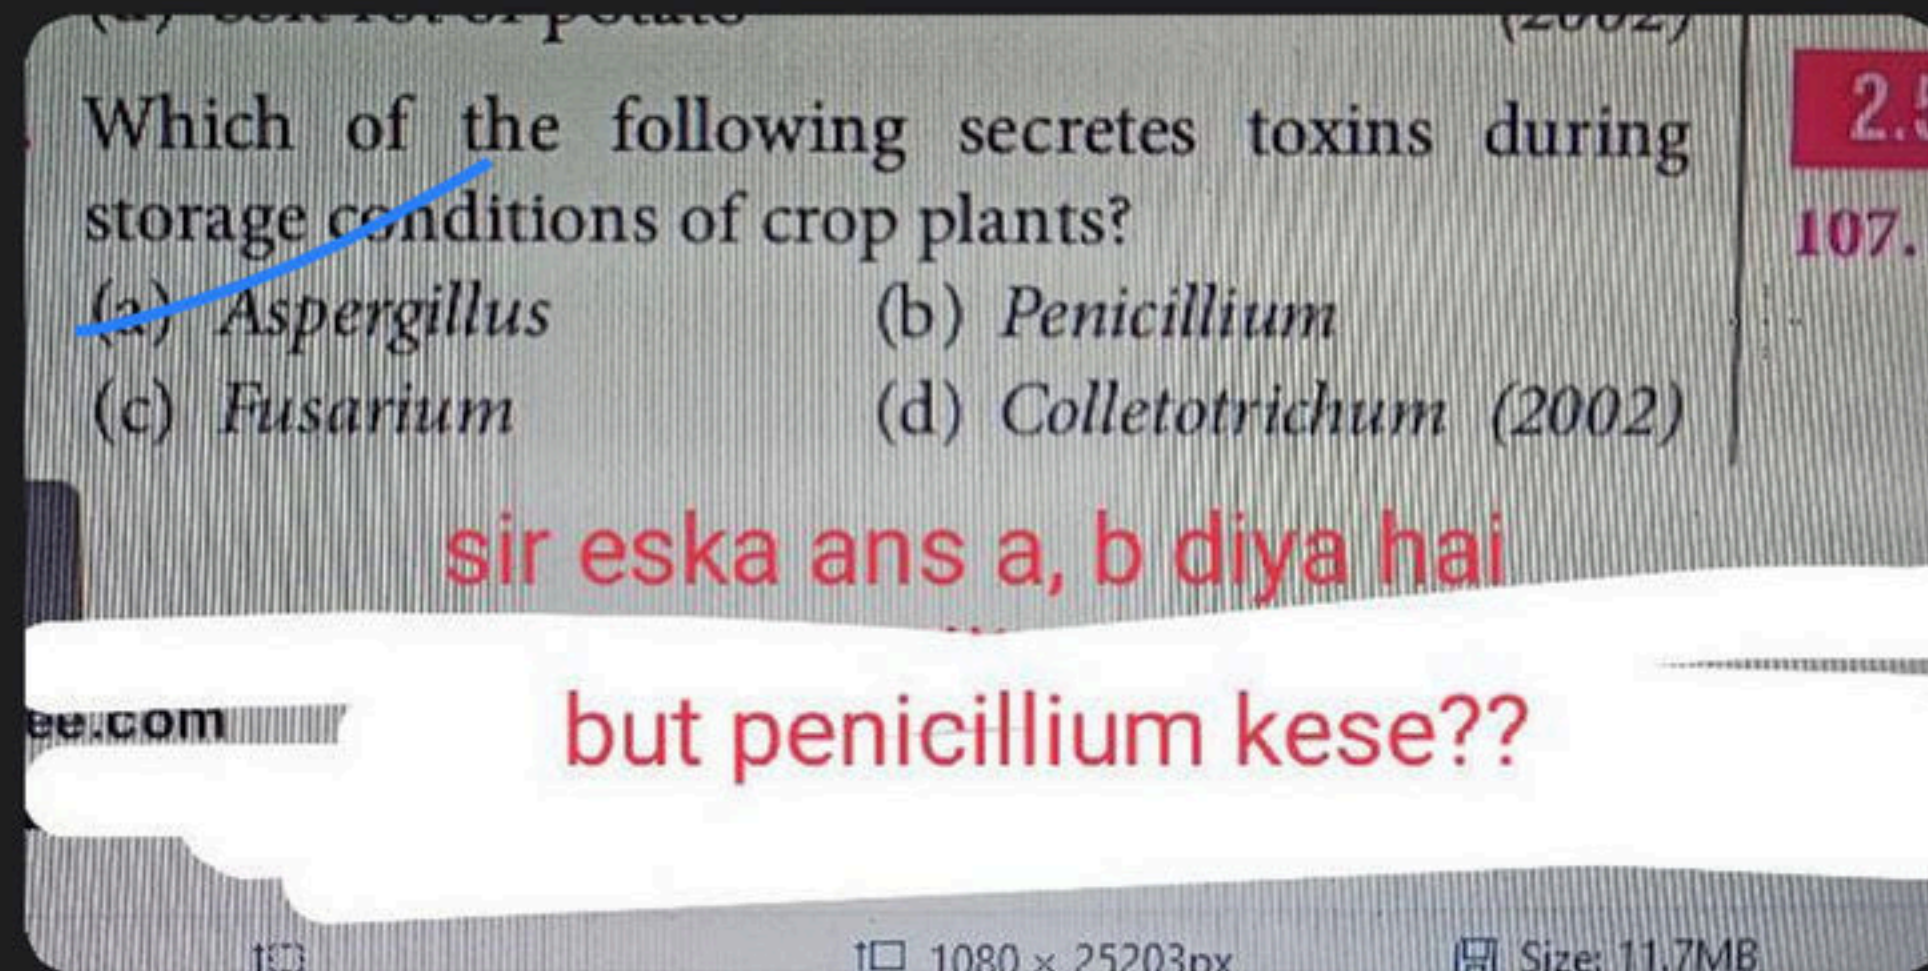 (2002)
Which of the following secretes toxins during
storage conditions of crop plants?
(a) Aspergillus (b) Penicillium
(c) Fusarium (d) Colletotrichum (2002)
107.
sir eska ans a, b diya hai
ee.com
but penicillium kese??
1080 × 25203px
Size: 11.7MB